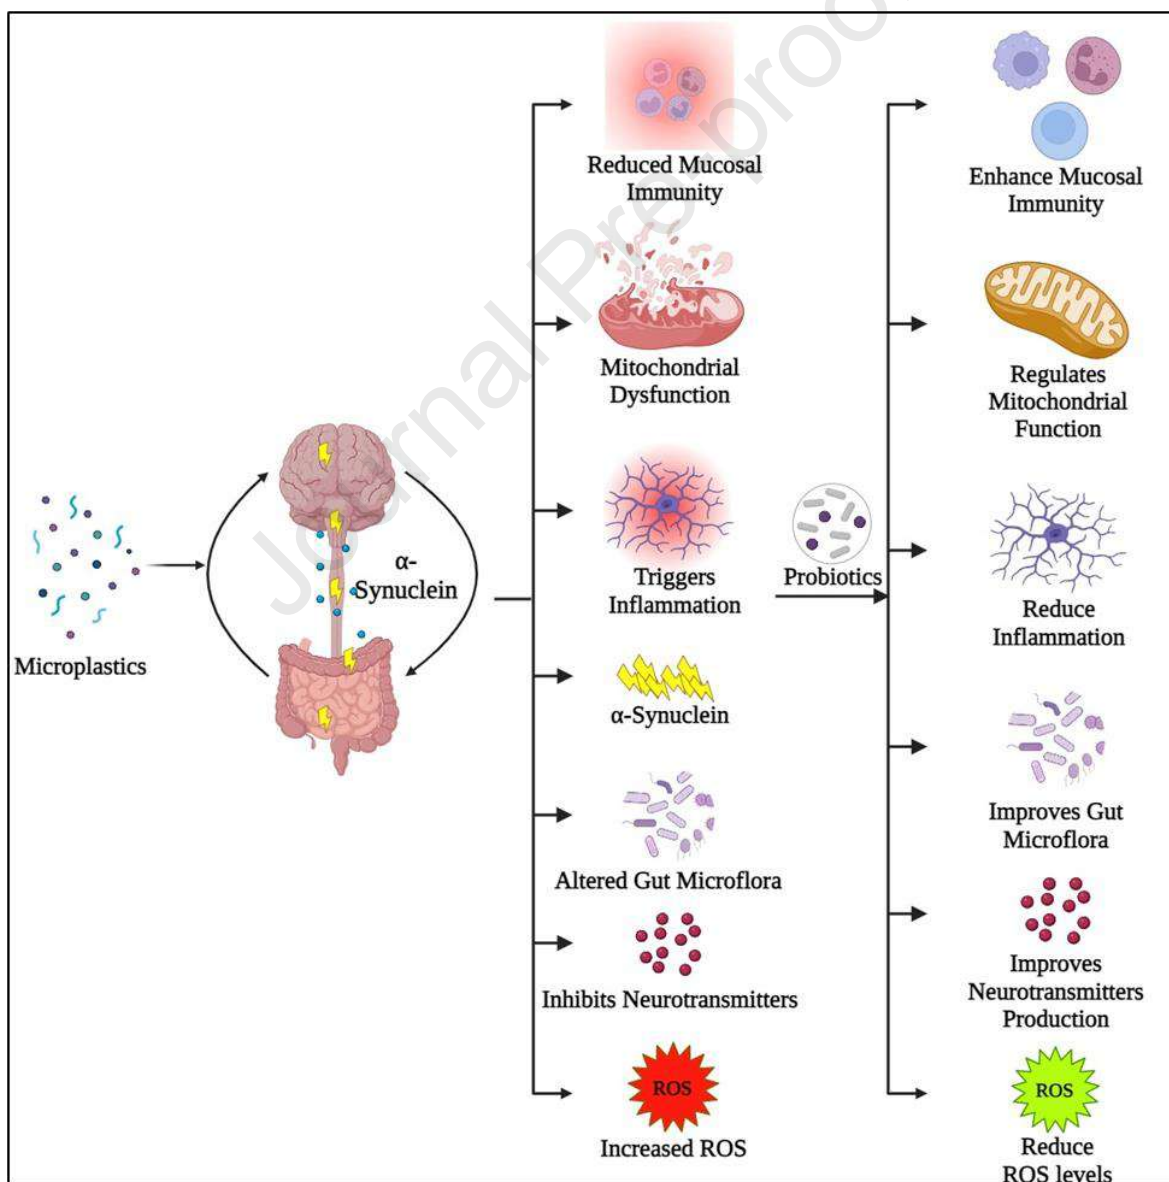 Journal Pre-proo
Reduced Mucosal
Immunity
Enhance Mucosal
Immunity
Mitochondrial
Dysfunction
Regulates
Mitochondrial
Function
α-
Synuclein
Microplastics
Triggers
Inflammation
Probiotics
Reduce
Inflammation
α-Synuclein
Altered Gut Microflora
Improves Gut
Microflora
Inhibits Neurotransmitters
Improves
Neurotransmitters
Production
ROS
Increased ROS
ROS
Reduce
ROS levels